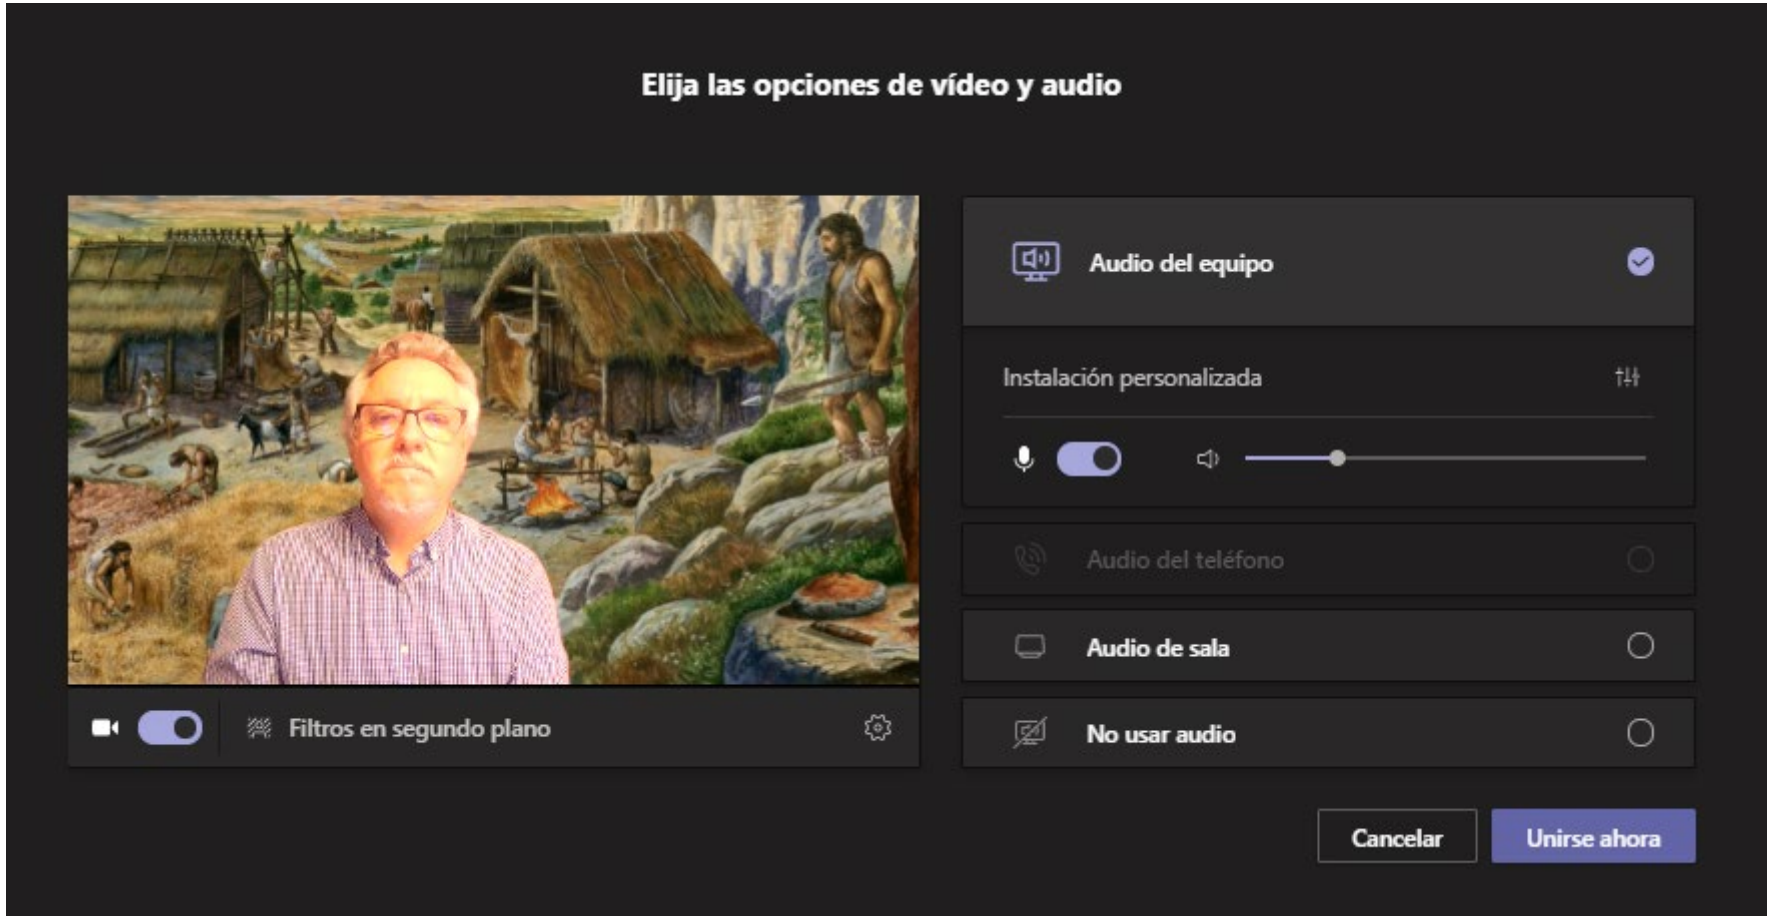 Elija las opciones de vídeo y audio
Audio del equipo
Instalación personalizada
Audio del teléfono
Audio de sala
No usar audio
Filtros en segundo plano
Cancelar
Unirse ahora